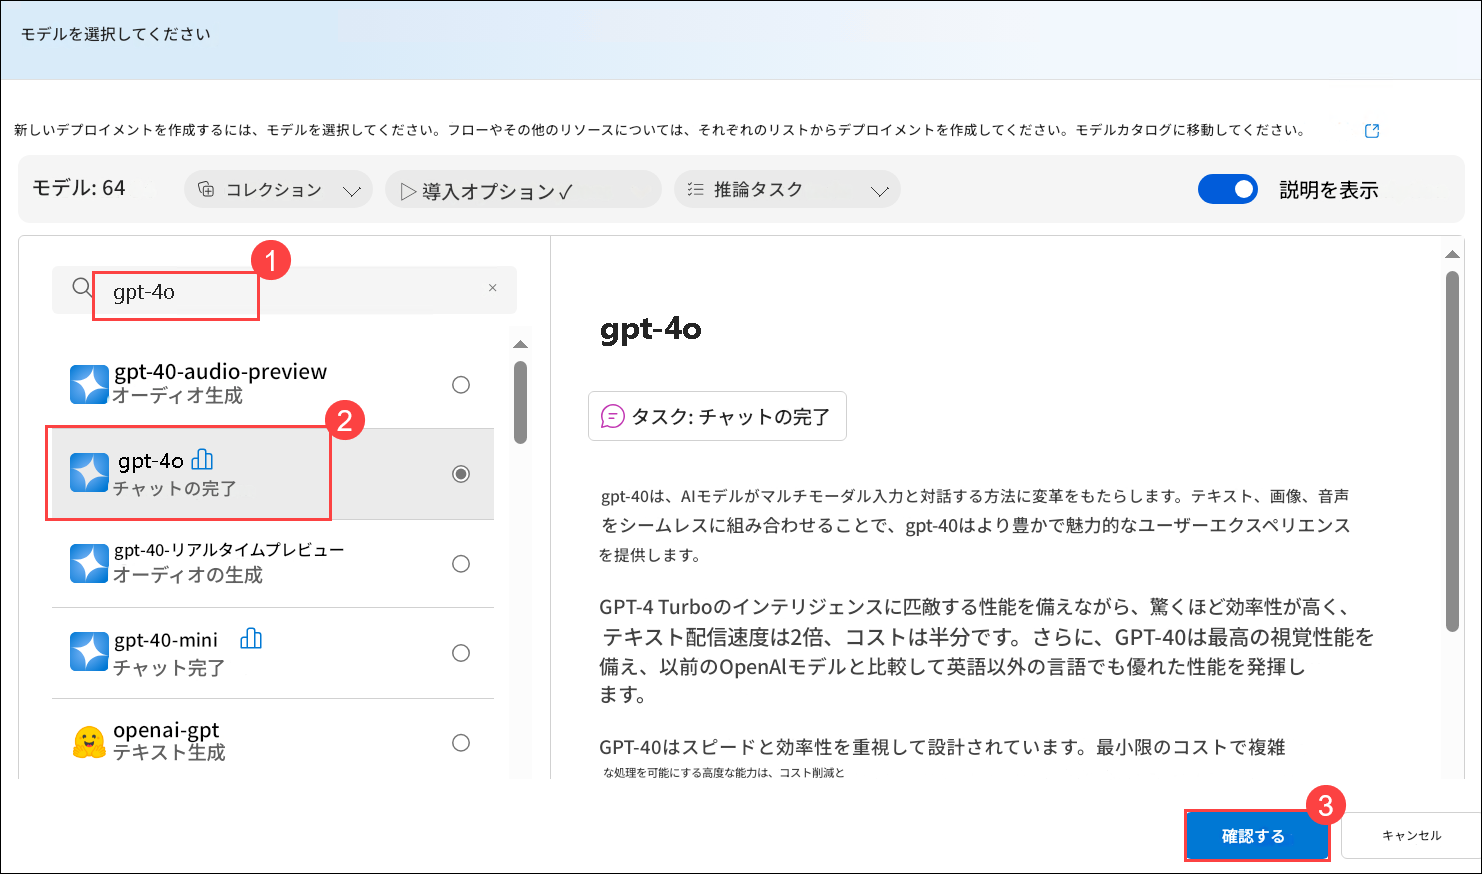 モデルを選択してください
新しいデプロイメントを作成するには、モデルを選択してください。フローやその他のリソースについては、それぞれのリストからデプロイメントを作成してください。モデルカタログに移動してください。
モデル: 64
コレクション
導入オプション✓
推論タスク
説明を表示
1
gpt-4o
×
gpt-40-audio-preview
オーディオ生成
2
gpt-4o
チャットの完了
gpt-40-リアルタイムプレビュー
オーディオの生成
gpt-40-mini
チャット完了
openai-gpt
テキスト生成
gpt-4o
タスク: チャットの完了
gpt-40は、AIモデルがマルチモーダル入力と対話する方法に変革をもたらします。テキスト、画像、音声
をシームレスに組み合わせることで、gpt-40はより豊かで魅力的なユーザーエクスペリエンス
を提供します。
GPT-4 Turboのインテリジェンスに匹敵する性能を備えながら、驚くほど効率性が高く、
テキスト配信速度は2倍、コストは半分です。さらに、GPT-40は最高の視覚性能を
備え、以前のOpenAIモデルと比較して英語以外の言語でも優れた性能を発揮し
ます。
GPT-40はスピードと効率性を重視して設計されています。最小限のコストで複雑
な処理を可能にする高度な能力は、コスト削減と
3
確認する
キャンセル